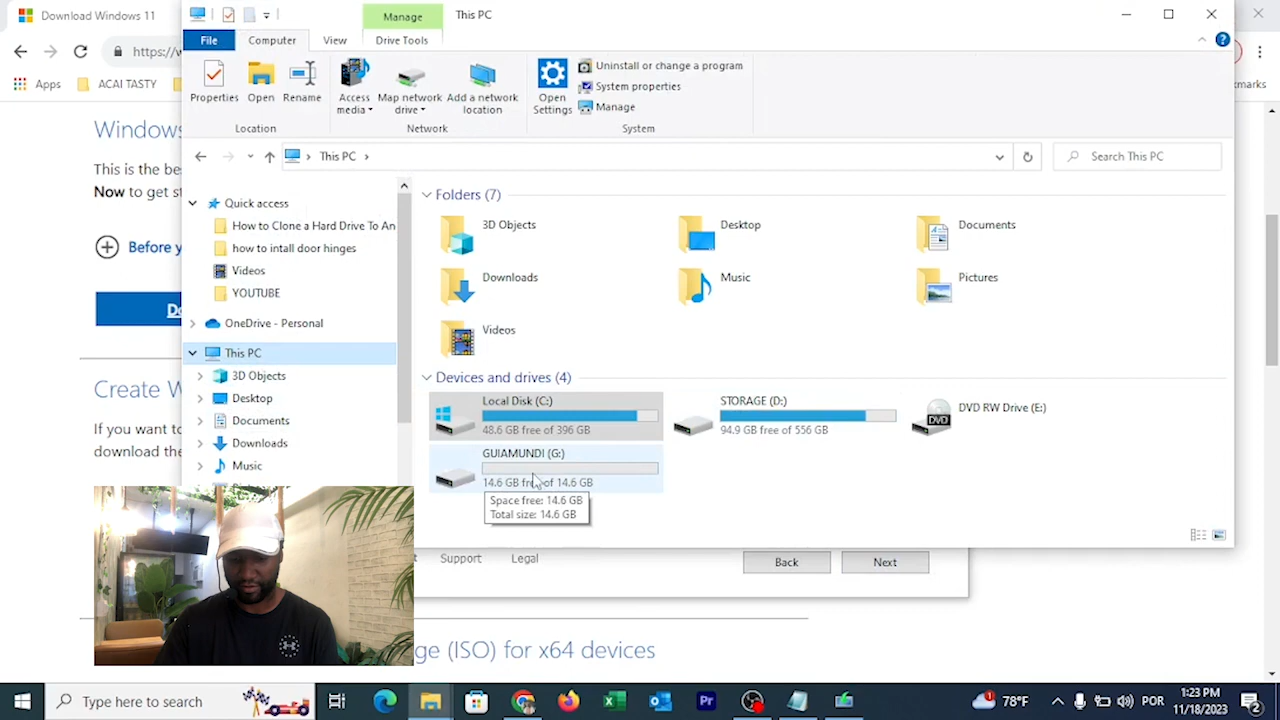 Download Windows 11
Manage
This PC
File
Computer
View
Drive Tools
https://w
Apps
ACAI TASTY
Properties
Open
Rename
Access media
Map network drive
Add a network location
Open Settings
Uninstall or change a program
System properties
Manage
Location
Network
System
This PC
Search This PC
Windows
This is the be
Now to get s
Before y
Quick access
How to Clone a Hard Drive To An
how to intall door hinges
Videos
YOUTUBE
OneDrive - Personal
This PC
3D Objects
Desktop
Documents
Downloads
Music
Folders (7)
3D Objects
Desktop
Documents
Downloads
Music
Pictures
Videos
Devices and drives (4)
Local Disk (C:)
48.6 GB free of 396 GB
STORAGE (D:)
94.9 GB free of 556 GB
DVD RW Drive (E:)
DVD
GUIAMUNDI (G:)
14.6 GB free of 14.6 GB
Space free: 14.6 GB
Total size: 14.6 GB
Do
Create W
If you want to
Support
Legal
Back
Next
ge (ISO) for x64 devices
Type here to search
Pr
1
78°F
POR
1:23 PM
11/18/2023
2